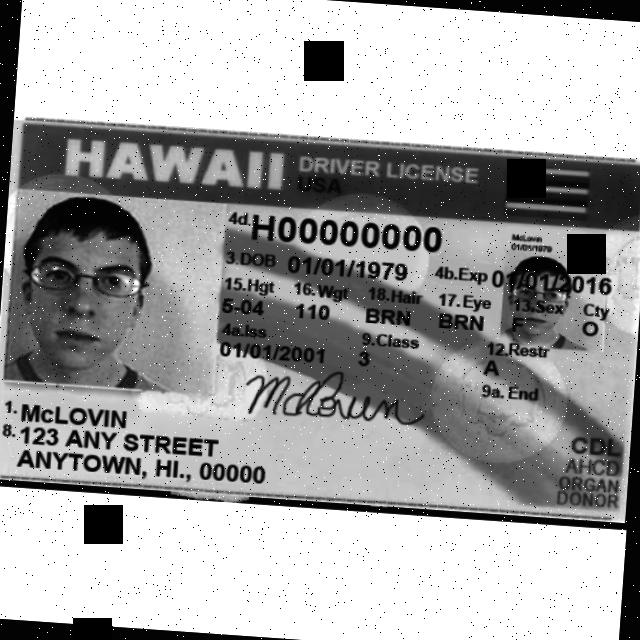 HAWAII DRIVER LICENSE
USA
4d. H00000000
McLovin
01/01/1979
3.DOB 01/01/1979 4b.Exp 01/01/2016
15.Hgt 16.Wgt 18.Hair 17.Eye 13.Sex Cty
5-04 110 BRN BRN O
4a.Iss 9.Class 12.Restr
01/01/2001 3 A
9a. End
McLovin
1. McLOVIN
8. 123 ANY STREET
ANYTOWN, HI., 00000
CDL
AHCD
ORGAN
DONOR